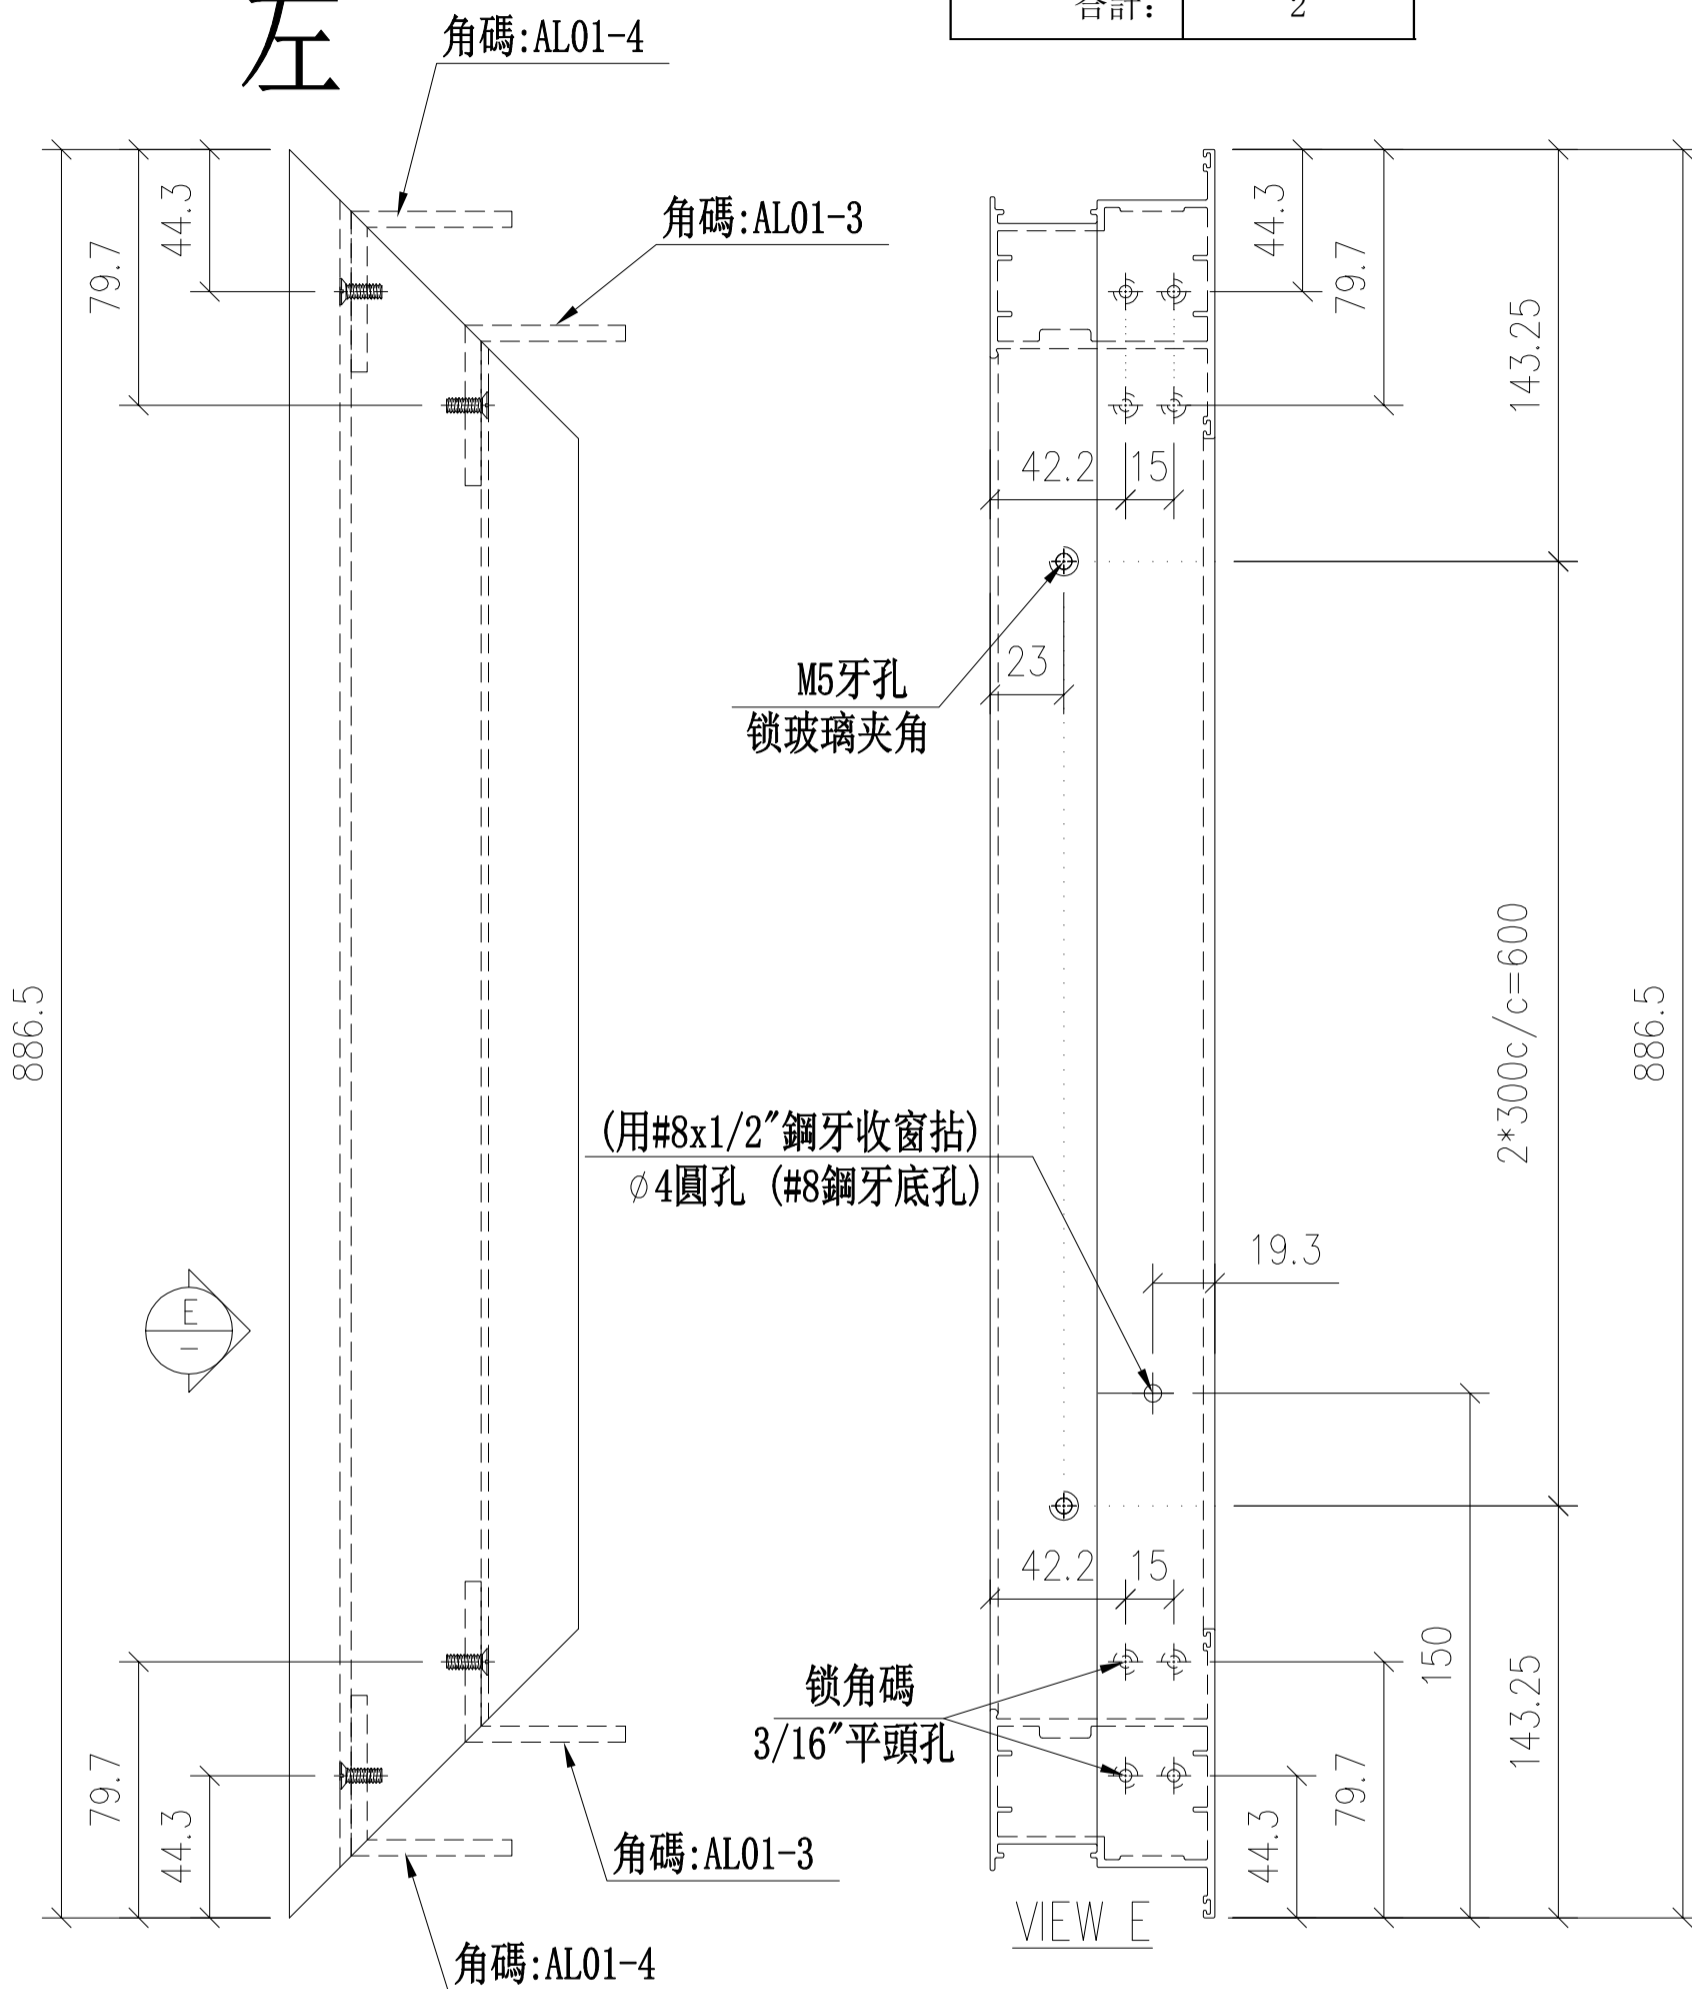 左
合計: 2
角碼:AL01-4
角碼:AL01-3
44.3
79.7
886.5
44.3
79.7
143.25
42.2
15
M5牙孔
锁玻璃夹角
23
2*300c/c=600
886.5
(用#8x1/2"鋼牙收窗拈)
∅4圓孔 (#8鋼牙底孔)
19.3
E
-
42.2
15
150
143.25
锁角碼
3/16"平頭孔
79.7
44.3
79.7
44.3
角碼:AL01-3
角碼:AL01-4
VIEW E